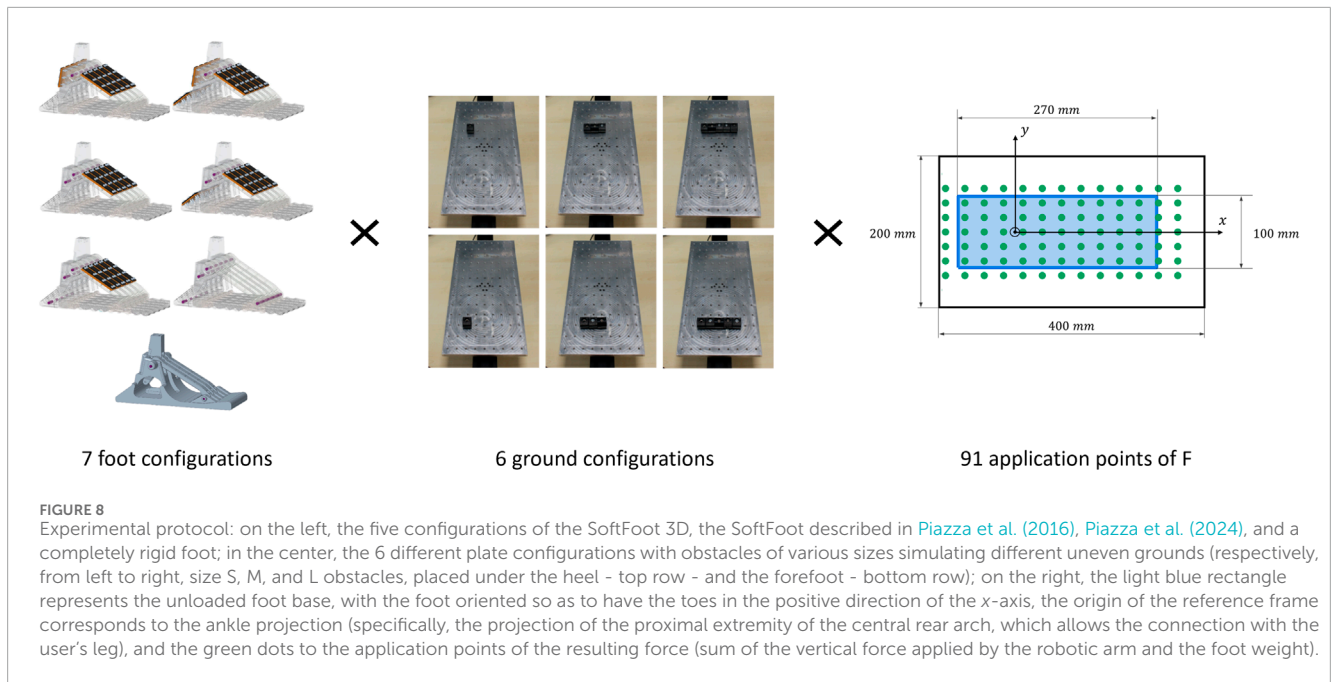 270 mm
y
x
200 mm
100 mm
400 mm
7 foot configurations
6 ground configurations
91 application points of F
FIGURE 8
Experimental protocol: on the left, the five configurations of the SoftFoot 3D, the SoftFoot described in Piazza et al. (2016), Piazza et al. (2024), and a
completely rigid foot; in the center, the 6 different plate configurations with obstacles of various sizes simulating different uneven grounds (respectively,
from left to right, size S, M, and L obstacles, placed under the heel - top row - and the forefoot - bottom row); on the right, the light blue rectangle
represents the unloaded foot base, with the foot oriented so as to have the toes in the positive direction of the x-axis, the origin of the reference frame
corresponds to the ankle projection (specifically, the projection of the proximal extremity of the central rear arch, which allows the connection with the
user's leg), and the green dots to the application points of the resulting force (sum of the vertical force applied by the robotic arm and the foot weight).